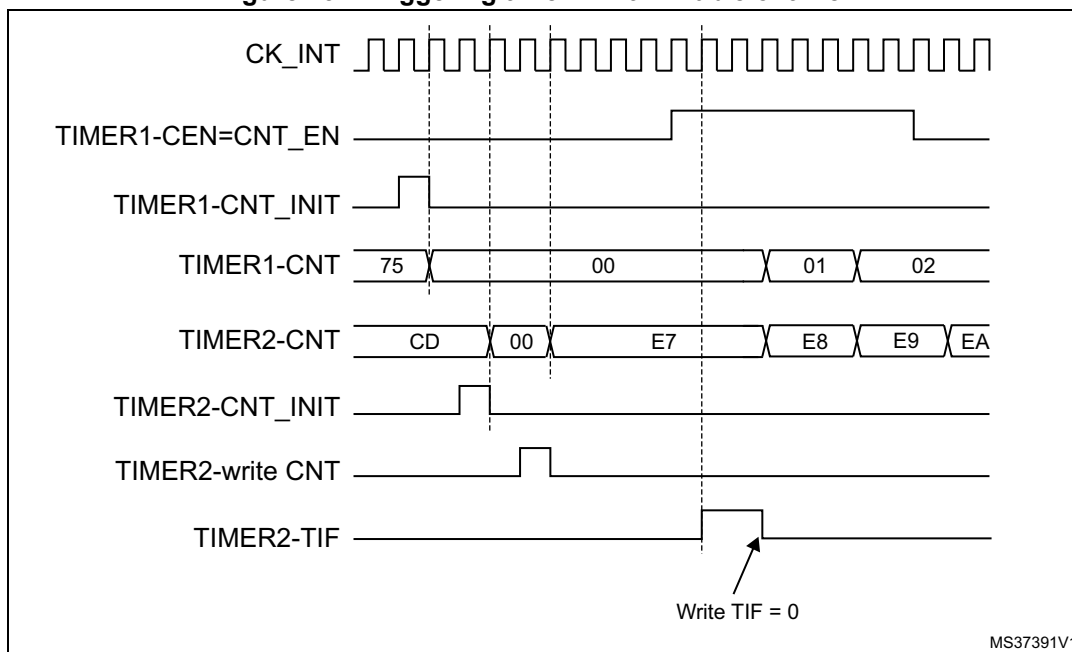 CK_INT
TIMER1-CEN=CNT_EN
TIMER1-CNT_INIT
TIMER1-CNT 75 00 01 02
TIMER2-CNT CD 00 E7 E8 E9 EA
TIMER2-CNT_INIT
TIMER2-write CNT
TIMER2-TIF
Write TIF = 0
MS37391V1